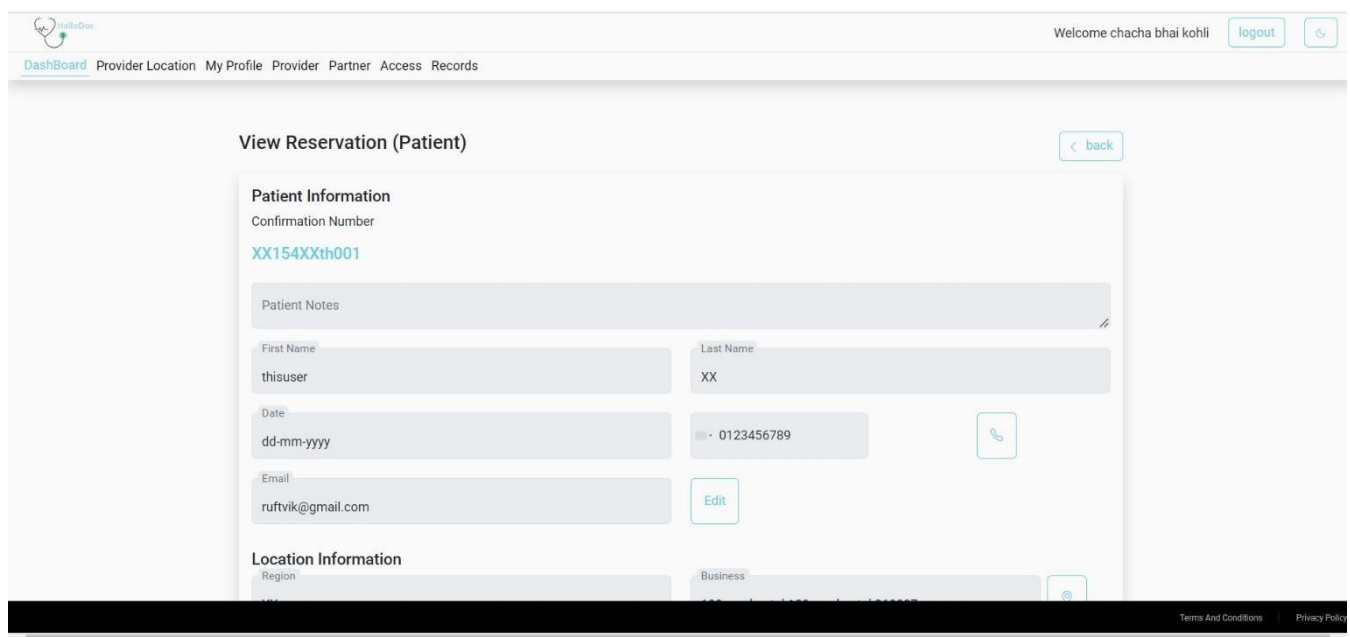 HalloDoc
Welcome chacha bhai kohli logout
DashBoard Provider Location My Profile Provider Partner Access Records
View Reservation (Patient)
< back
Patient Information
Confirmation Number
XX154XXth001
Patient Notes
First Name Last Name
thisuser XX
Date
dd-mm-yyyy 0123456789
Email
ruftvik@gmail.com Edit
Location Information
Region Business
Terms And Conditions Privacy Policy